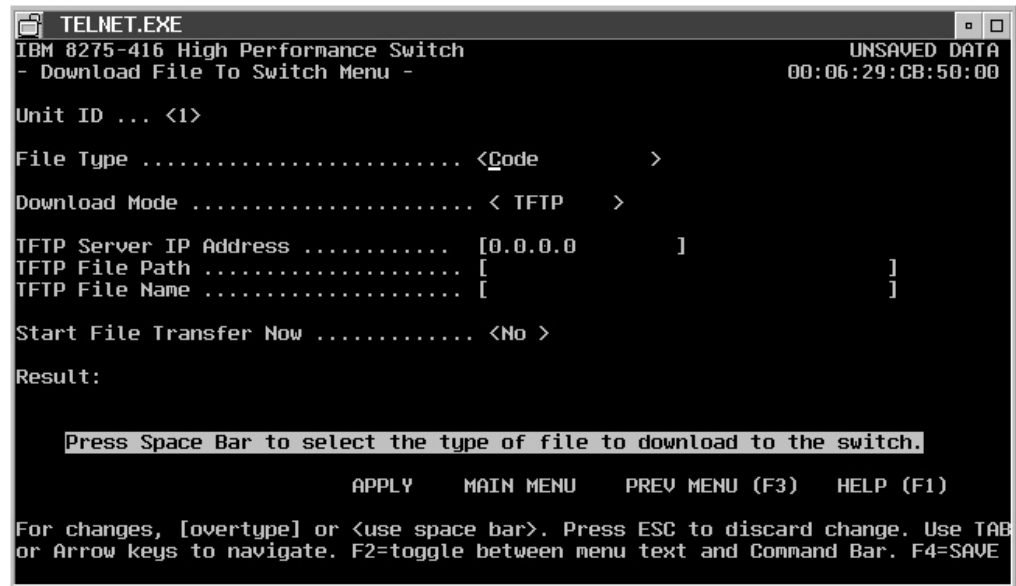 TELNET.EXE
IBM 8275-416 High Performance Switch UNSAVED DATA
- Download File To Switch Menu - 00:06:29:CB:50:00
Unit ID ... <1>
File Type .......................... <Code >
Download Mode ....................... < TFTP >
TFTP Server IP Address ............ [0.0.0.0 ]
TFTP File Path ..................... [ ]
TFTP File Name ..................... [ ]
Start File Transfer Now ............. <No >
Result:
Press Space Bar to select the type of file to download to the switch.
APPLY MAIN MENU PREV MENU (F3) HELP (F1)
For changes, [overtype] or <use space bar>. Press ESC to discard change. Use TAB
or Arrow keys to navigate. F2=toggle between menu text and Command Bar. F4=SAVE